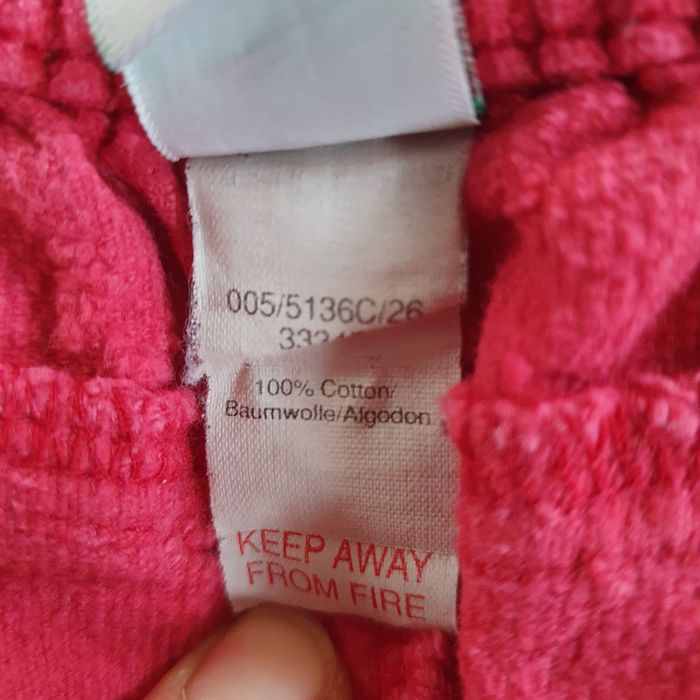 005/5136C/26
100% Cotton/
Baumwolle/Algodon
KEEP AWAY
FROM FIRE